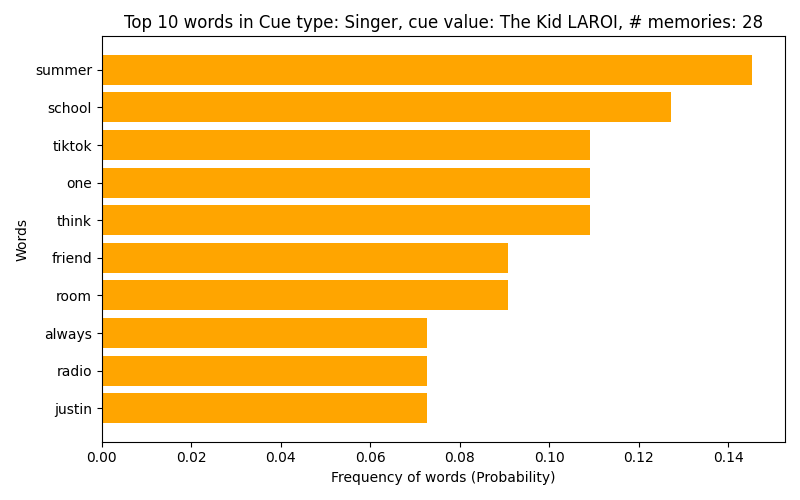 Top 10 words in Cue type: Singer, cue value: The Kid LAROI, # memories: 28
summer
school
tiktok
one
think
friend
room
always
radio
justin
Words
0.00 0.02 0.04 0.06 0.08 0.10 0.12 0.14
Frequency of words (Probability)